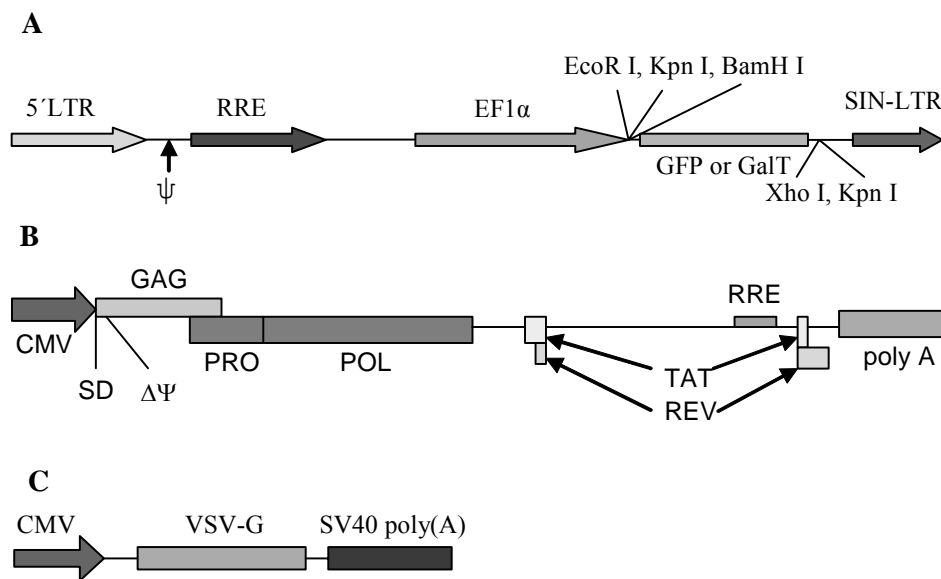 A
EcoR I, Kpn I, BamH I
5´LTR
RRE
EF1α
SIN-LTR
ψ
GFP or GalT
Xho I, Kpn I
B
GAG
RRE
CMV
PRO
POL
poly A
SD
ΔΨ
TAT
REV
C
CMV
VSV-G
SV40 poly(A)